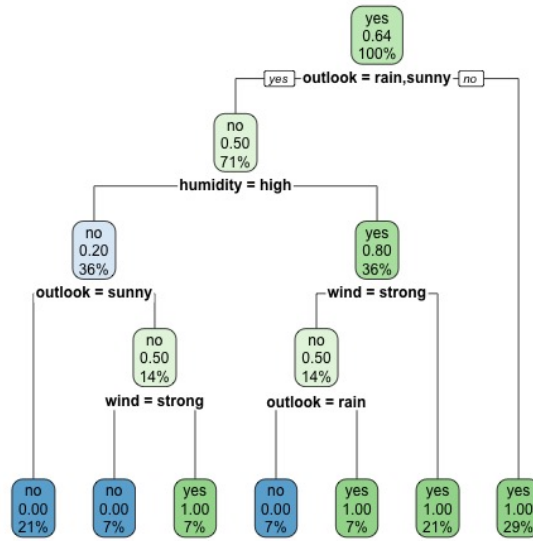 yes
0.64
100%
yes outlook = rain,sunny no
no
0.50
71%
humidity = high
no
0.20
36%
yes
0.80
36%
outlook = sunny
wind = strong
no
0.50
14%
no
0.50
14%
wind = strong
outlook = rain
no
0.00
21%
no
0.00
7%
yes
1.00
7%
no
0.00
7%
yes
1.00
7%
yes
1.00
21%
yes
1.00
29%